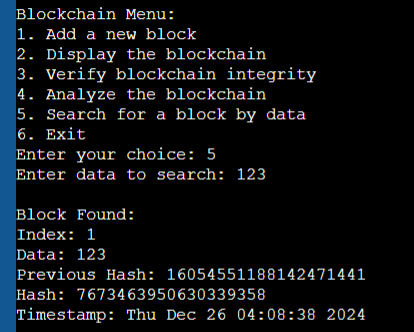 Blockchain Menu:
1. Add a new block
2. Display the blockchain
3. Verify blockchain integrity
4. Analyze the blockchain
5. Search for a block by data
6. Exit
Enter your choice: 5
Enter data to search: 123
Block Found:
Index: 1
Data: 123
Previous Hash: 16054551188142471441
Hash: 7673463950630339358
Timestamp: Thu Dec 26 04:08:38 2024